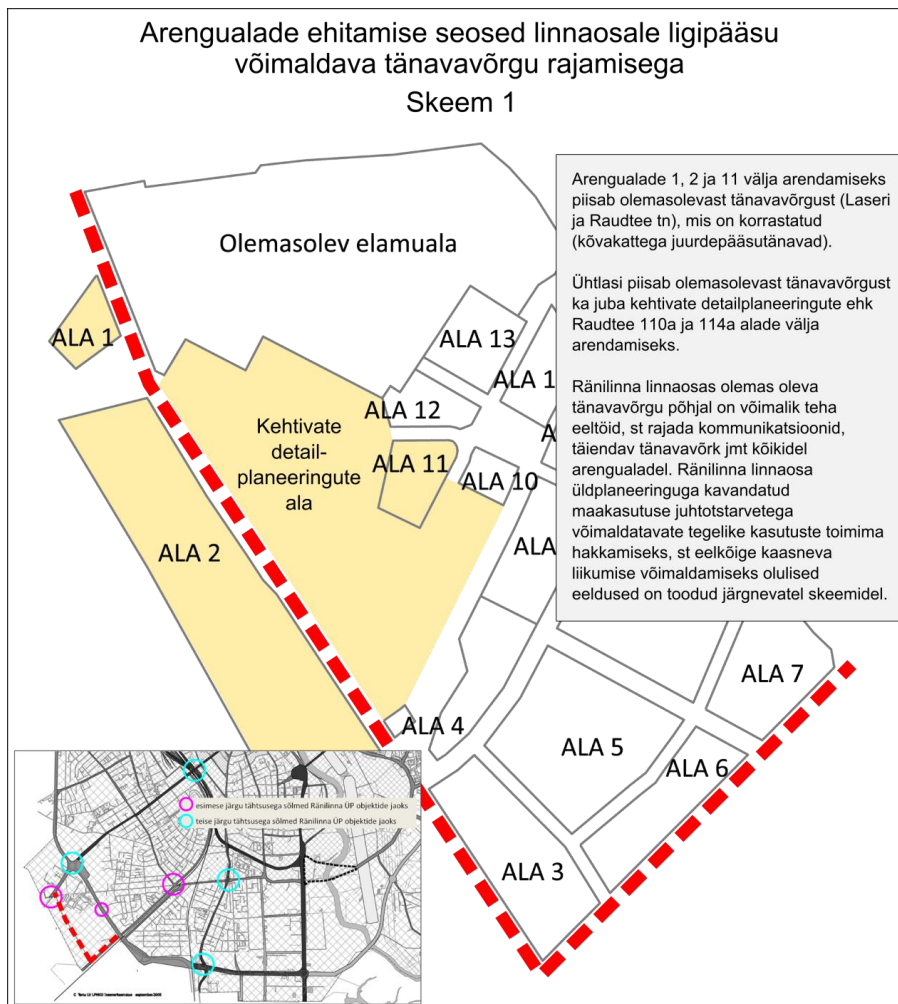 Arengualade ehitamise seosed linnaosale ligipääsu
võimaldava tänavavõrgu rajamisega
Skeem 1
Arengualade 1, 2 ja 11 välja arendamiseks
piisab olemasolevast tänavavõrgust (Laseri
ja Raudtee tn), mis on korrastatud
(kõvakattega juurdepääsutänavad).
Ühtlasi piisab olemasolevast tänavavõrgust
ka juba kehtivate detailplaneeringute ehk
Raudtee 110a ja 114a alade välja
arendamiseks.
Ränilinna linnaosas olemas oleva
tänavavõrgu põhjal on võimalik teha
eeltöid, st rajada kommunikatsioonid,
täiendav tänavavõrk jmt kõikidel
arengualadel. Ränilinna linnaosa
üldplaneeringuga kavandatud
maakasutuse juhtotstarvetega
võimaldatavate tegelike kasutuste toimima
hakkamiseks, st eelkõige kaasneva
liikumise võimaldamiseks olulised
eeldused on toodud järgnevatel skeemidel.
Olemasolev elamuala
ALA 1
ALA 13
ALA 1
ALA 12
Kehtivate
detail-
planeeringute
ala
ALA 11
ALA 10
ALA 2
ALA
ALA 7
ALA 4
ALA 5
ALA 6
ALA 3
esimese järgu tähtsusega sõlmed Ränilinna ÜP objektide jaoks
teise järgu tähtsusega sõlmed Ränilinna ÜP objektide jaoks